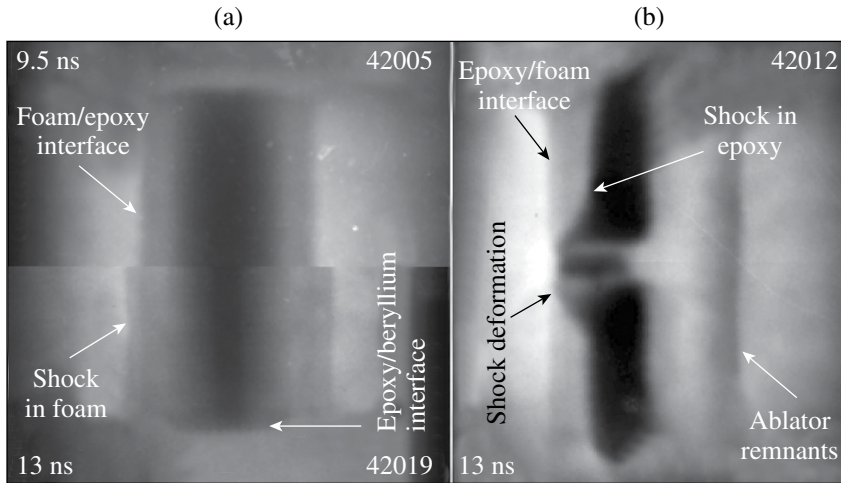 (a)
9.5 ns
42005
Foam/epoxy
interface
Shock
in foam
Epoxy/beryllium
interface
13 ns
42019
(b)
42012
Epoxy/foam
interface
Shock in
epoxy
Shock deformation
Ablator
remnants
13 ns